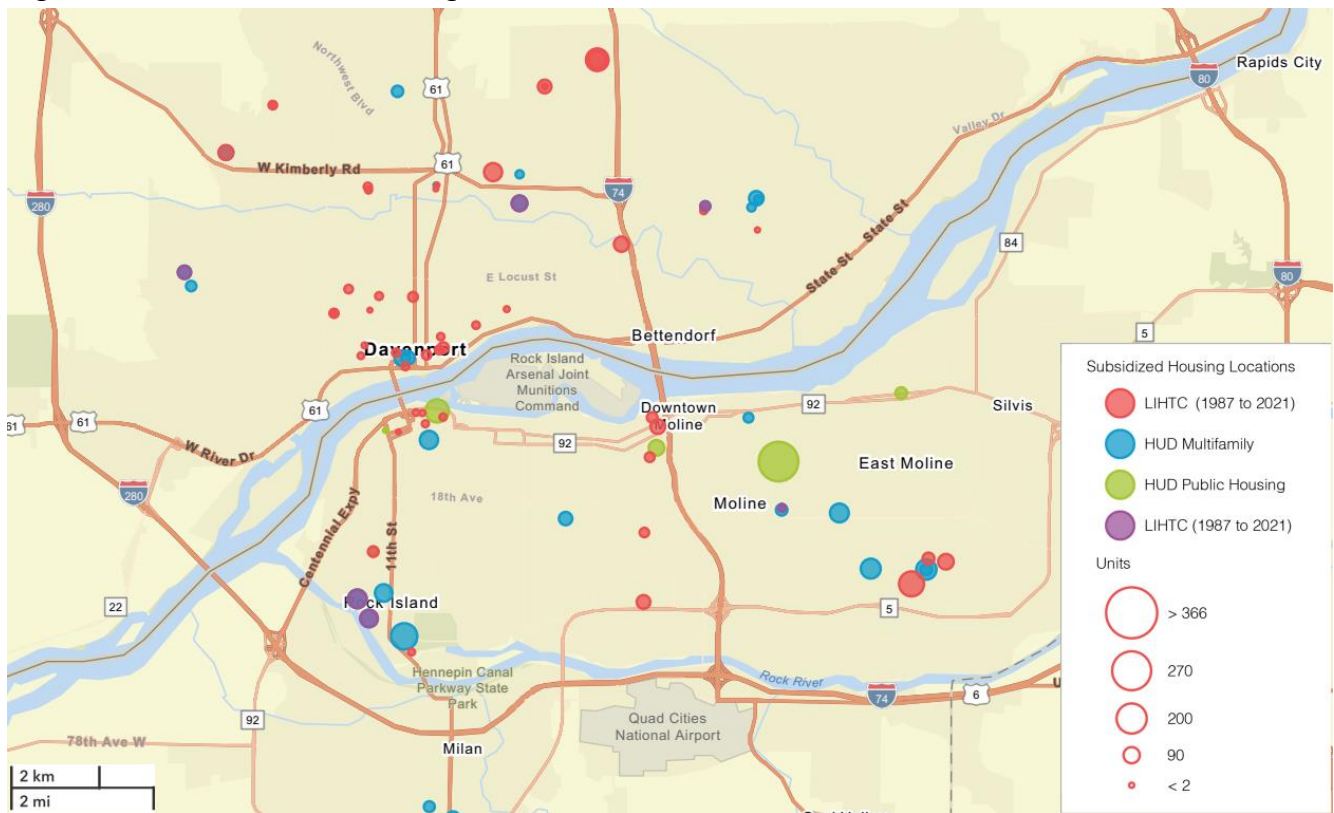 Northwest Blvd
61
Rapids City
80
Valley Dr
W Kimberly Rd
61
74
280
State St
State St
84
E Locust St
80
5
Bettendorf
Davenport
Rock Island
Arsenal Joint
Munitions
Command
61
Downtown
Moline
92
Silvis
61
61
W River Dr
92
East Moline
280
18th Ave
Moline
Centennial Expy
11th St
22
Rock Island
5
Hennepin Canal
Parkway State
Park
Rock River
74
6
92
Quad Cities
National Airport
78th Ave W
Milan
2 km
2 mi
Subsidized Housing Locations
LIHTC (1987 to 2021)
HUD Multifamily
HUD Public Housing
LIHTC (1987 to 2021)
Units
> 366
270
200
90
< 2